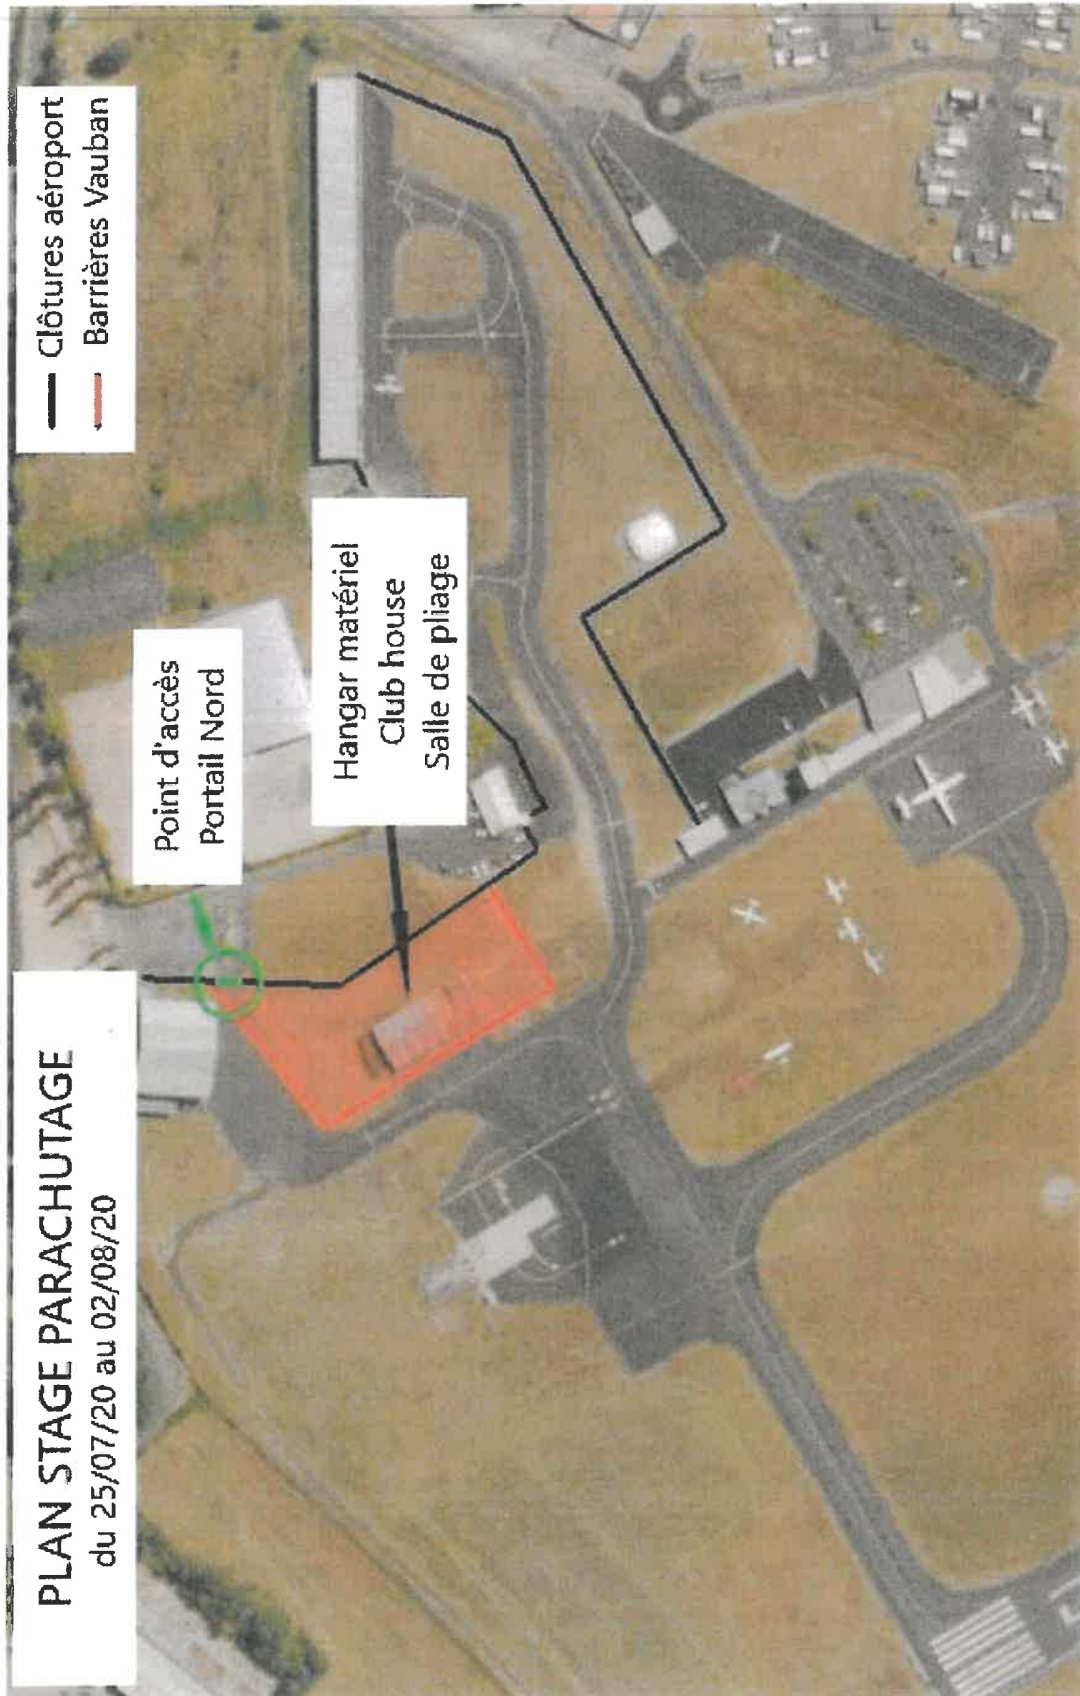 PLAN STAGE PARACHUTAGE
du 25/07/20 au 02/08/20
Point d'accès
Portail Nord
Hangar matériel
Club house
Salle de pliage
Clôtures aéroport
Barrières Vauban